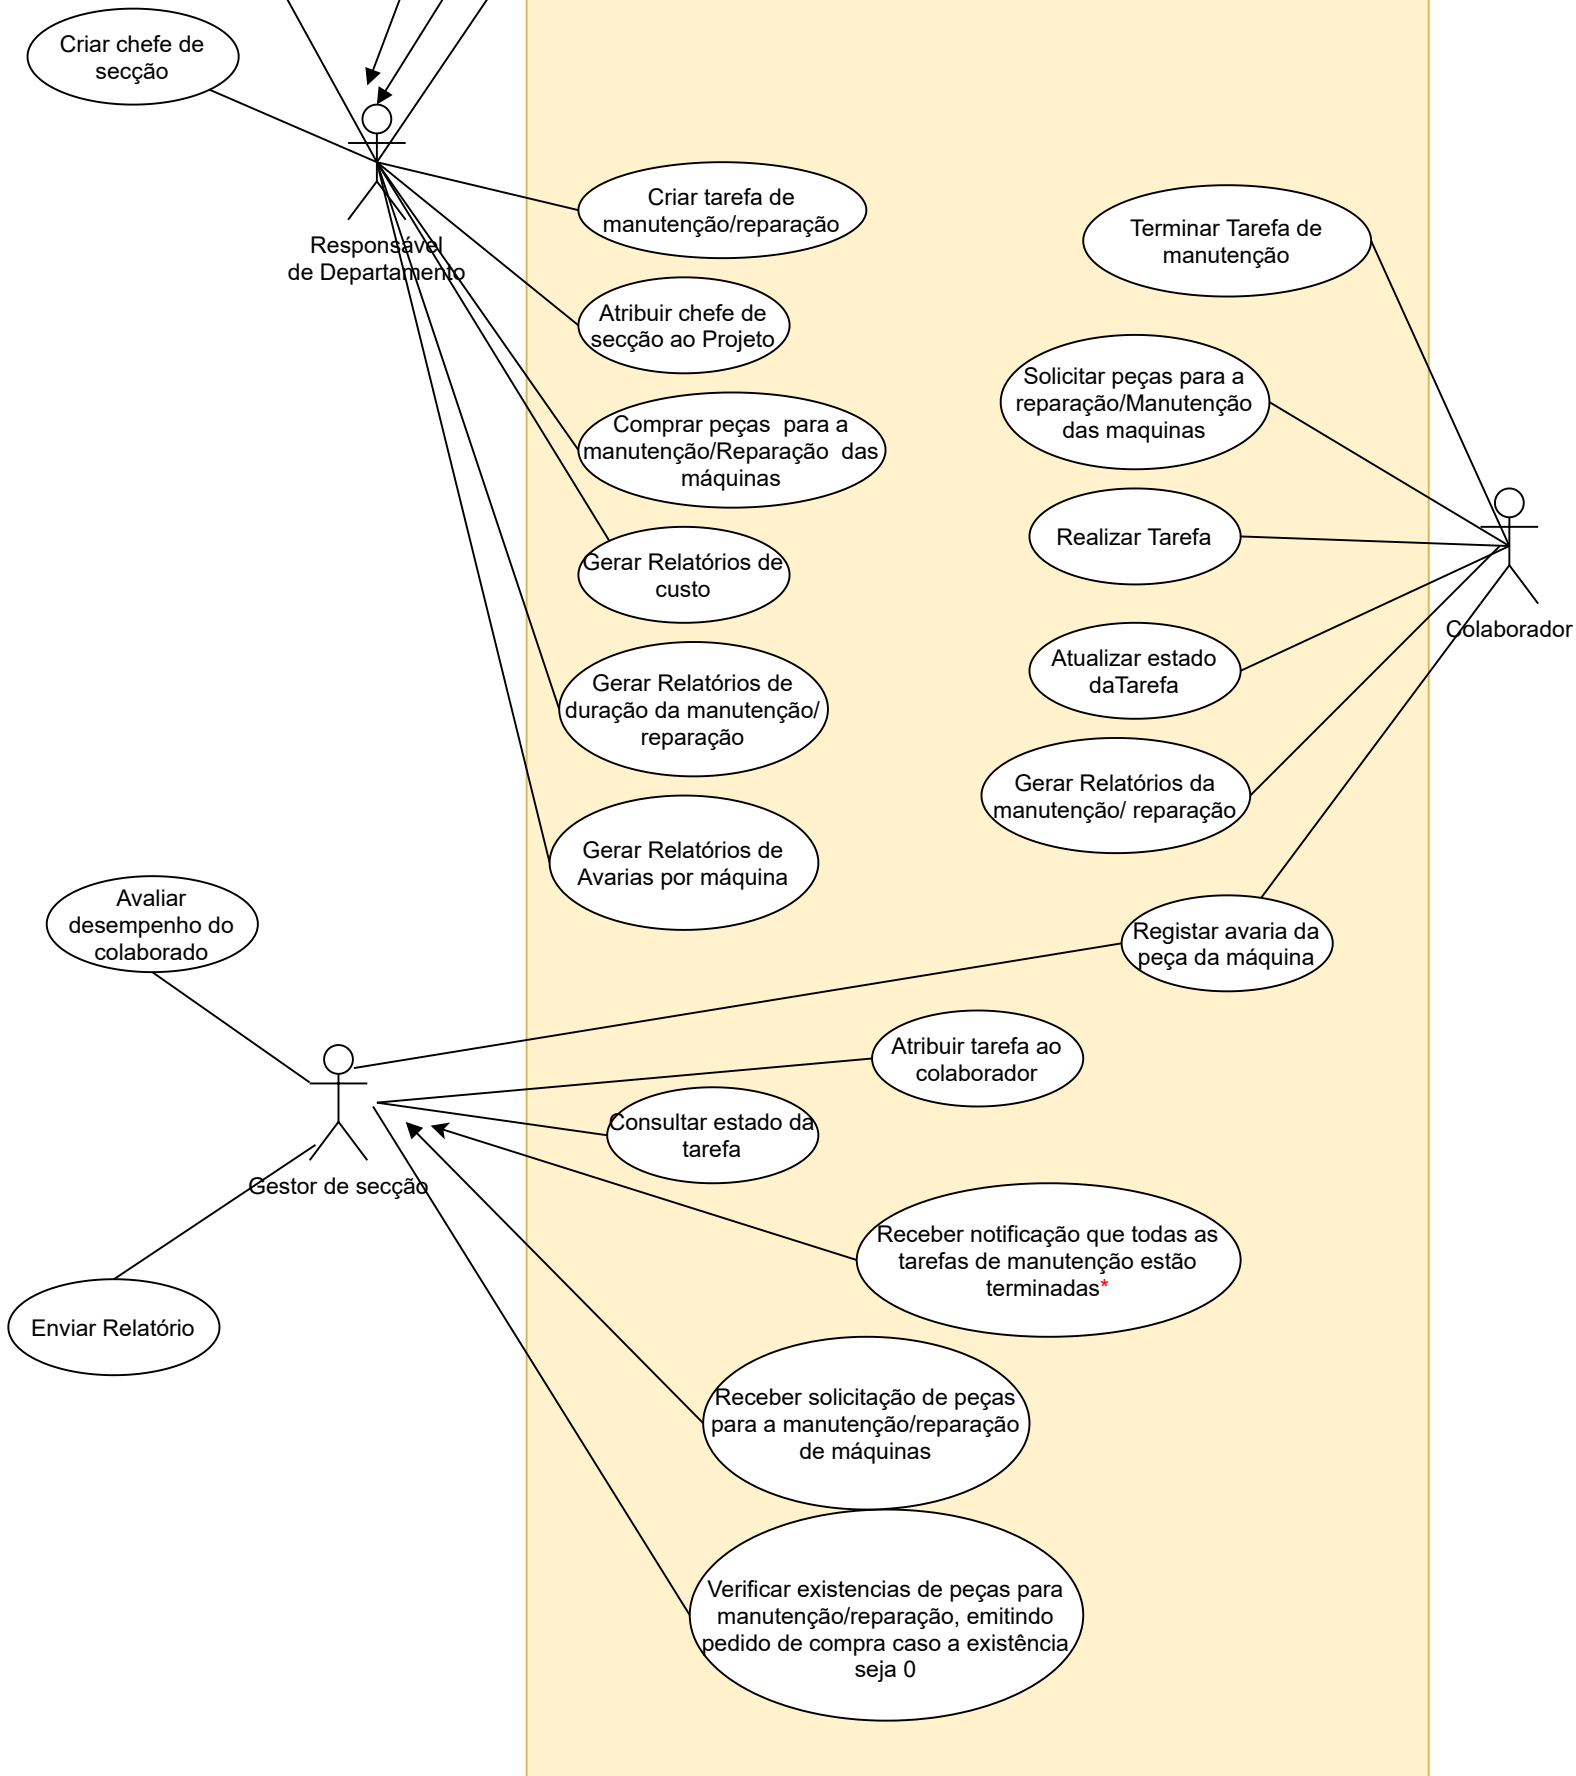 Criar chefe de
secção
Responsável
de Departamento
Criar tarefa de
manutenção/reparação
Terminar Tarefa de
manutenção
Atribuir chefe de
secção ao Projeto
Solicitar peças para a
reparação/Manutenção
das maquinas
Comprar peças  para a
manutenção/Reparação  das
máquinas
Realizar Tarefa
Gerar Relatórios de
custo
Colaborador
Atualizar estado
daTarefa
Gerar Relatórios de
duração da manutenção/
reparação
Gerar Relatórios da
manutenção/ reparação
Gerar Relatórios de
Avarias por máquina
Avaliar
desempenho do
colaborado
Registar avaria da
peça da máquina
Atribuir tarefa ao
colaborador
Consultar estado da
tarefa
Gestor de secção
Receber notificação que todas as
tarefas de manutenção estão
terminadas*
Enviar Relatório
Receber solicitação de peças
para a manutenção/reparação
de máquinas
Verificar existencias de peças para
manutenção/reparação, emitindo
pedido de compra caso a existência
seja 0